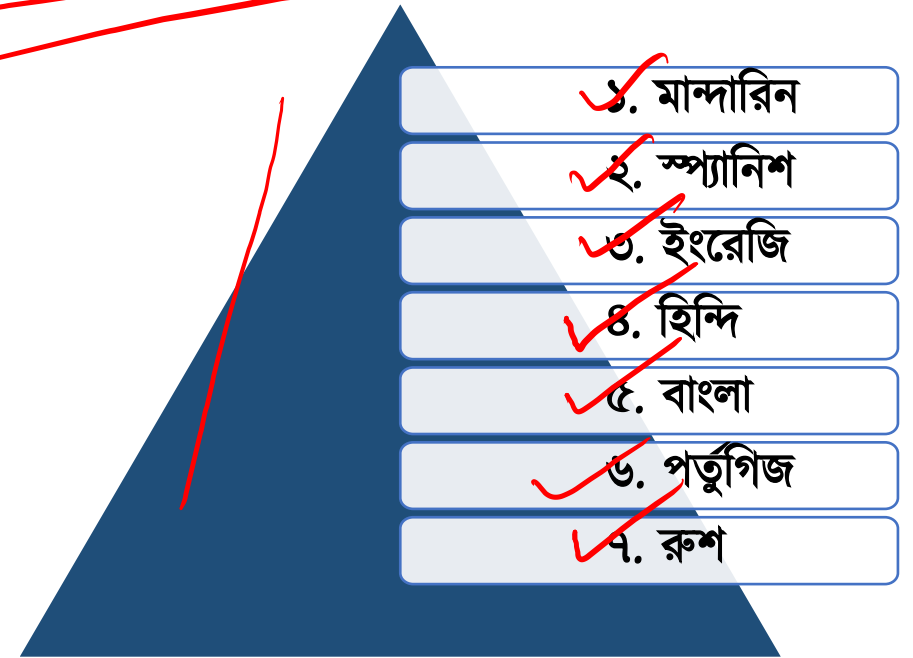 ১. মান্দারিন
২. স্প্যানিশ
৩. ইংরেজি
৪. হিন্দি
৫. বাংলা
৬. পর্তুগিজ
৭. রুশ